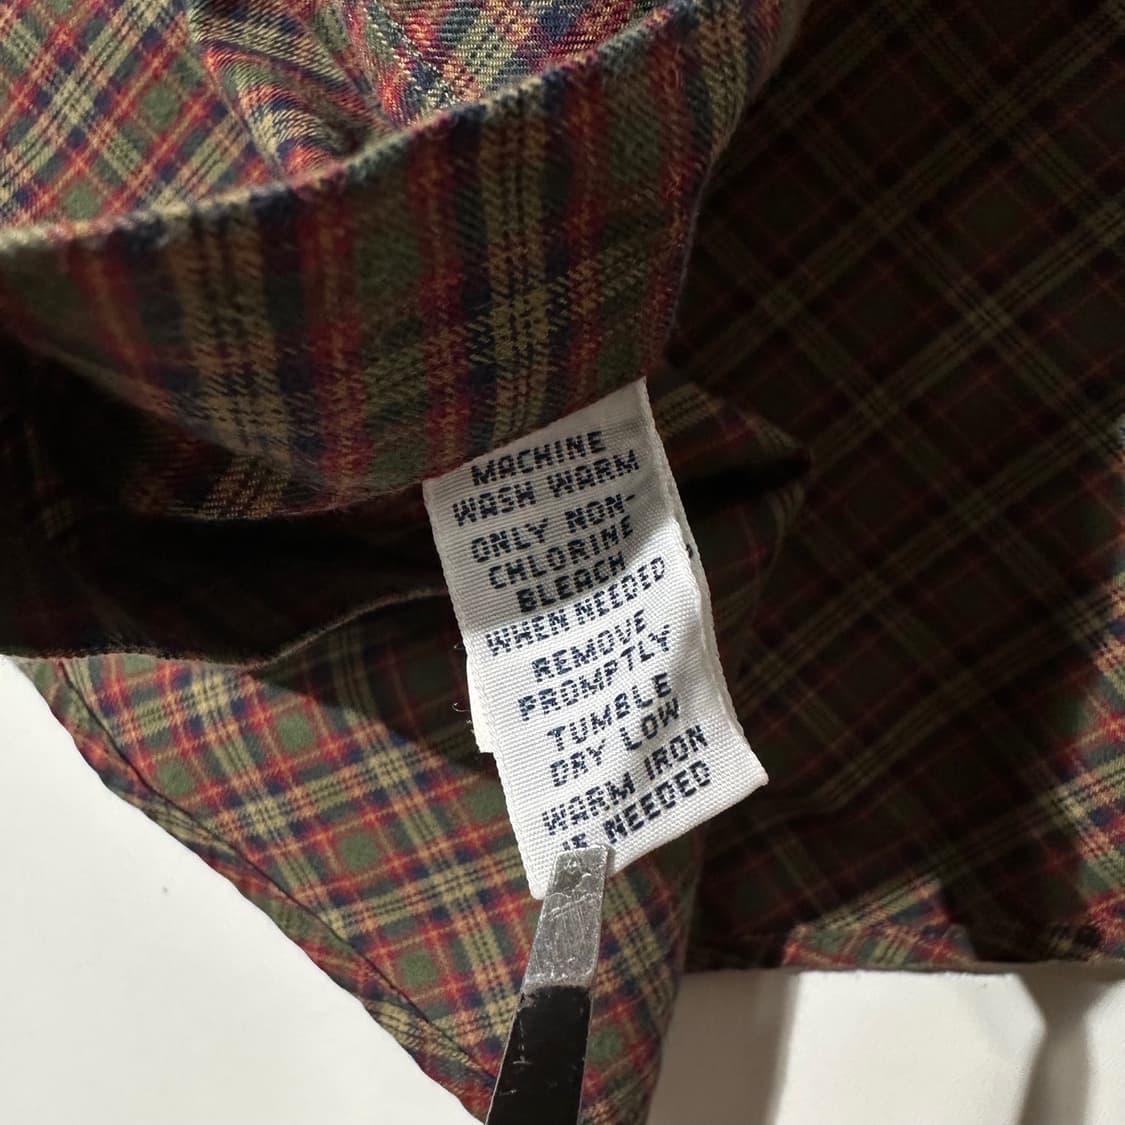 MACHINE
WASH WARM
ONLY NON-
CHLORINE
BLEACH
WHEN NEEDED
REMOVE
PROMPTLY
TUMBLE
DRY LOW
WARM IRON
IF NEEDED